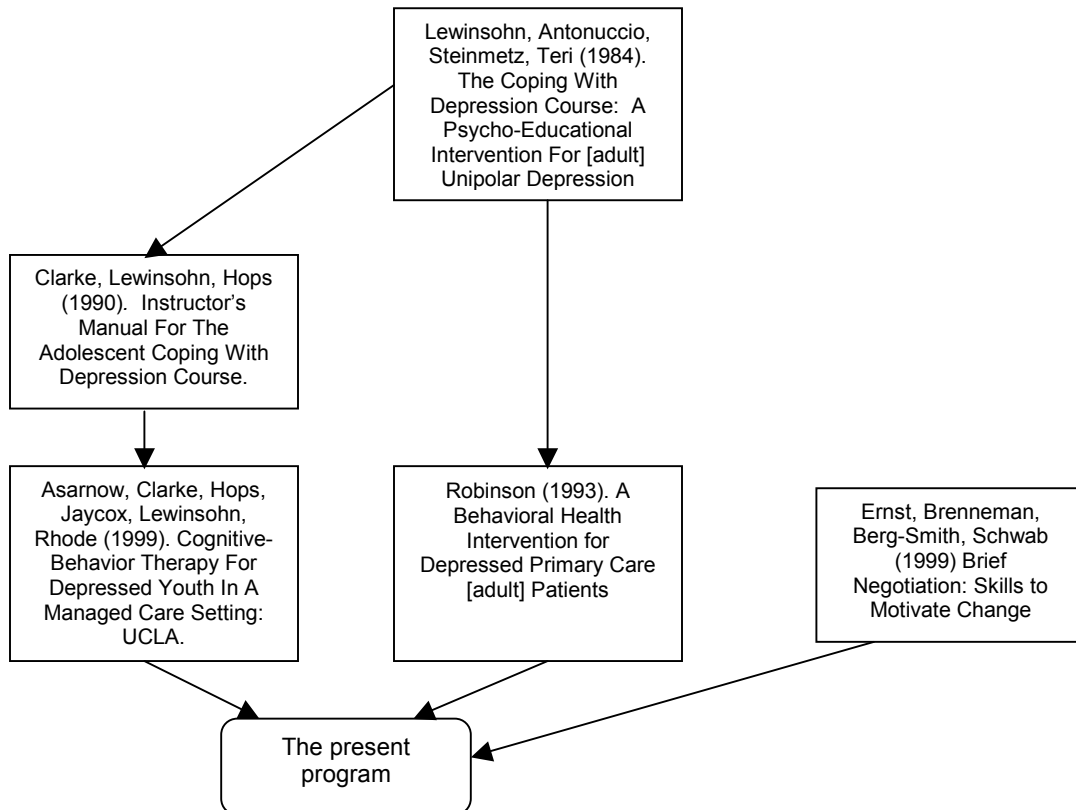 Lewinsohn, Antonuccio,
Steinmetz, Teri (1984).
The Coping With
Depression Course:  A
Psycho-Educational
Intervention For [adult]
Unipolar Depression
Clarke, Lewinsohn, Hops
(1990).  Instructor’s
Manual For The
Adolescent Coping With
Depression Course.
Asarnow, Clarke, Hops,
Jaycox, Lewinsohn,
Rhode (1999). Cognitive-
Behavior Therapy For
Depressed Youth In A
Managed Care Setting:
UCLA.
Robinson (1993). A
Behavioral Health
Intervention for
Depressed Primary Care
[adult] Patients
Ernst, Brenneman,
Berg-Smith, Schwab
(1999) Brief
Negotiation: Skills to
Motivate Change
The present
program